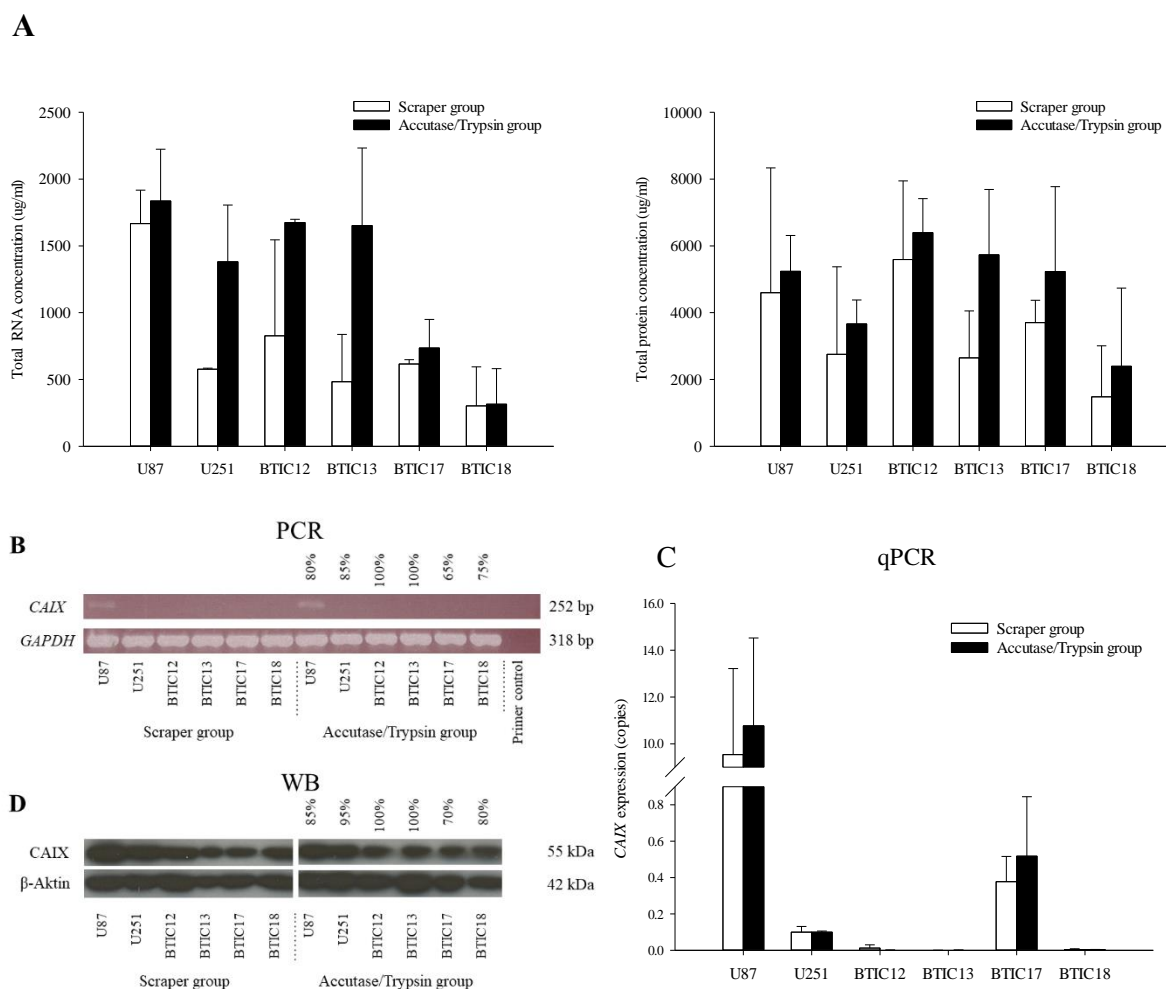 A
Scraper group
Accutase/Trypsin group
Total RNA concentration (ug/ml)
2500
2000
1500
1000
500
0
U87 U251 BTIC12 BTIC13 BTIC17 BTIC18
Scraper group
Accutase/Trypsin group
Total protein concentration (ug/ml)
10000
8000
6000
4000
2000
0
U87 U251 BTIC12 BTIC13 BTIC17 BTIC18
B
PCR
80% 85% 100% 100% 65% 75%
CAIX 252 bp
GAPDH 318 bp
U87 U251 BTIC12 BTIC13 BTIC17 BTIC18 U87 U251 BTIC12 BTIC13 BTIC17 BTIC18 Primer control
Scraper group Accutase/Trypsin group
C
qPCR
Scraper group
Accutase/Trypsin group
CAIX expression (copies)
16.0
14.0
12.0
10.0
0.8
0.6
0.4
0.2
0.0
U87 U251 BTIC12 BTIC13 BTIC17 BTIC18
D
WB
85% 95% 100% 100% 70% 80%
CAIX 55 kDa
β-Aktin 42 kDa
U87 U251 BTIC12 BTIC13 BTIC17 BTIC18 U87 U251 BTIC12 BTIC13 BTIC17 BTIC18
Scraper group Accutase/Trypsin group